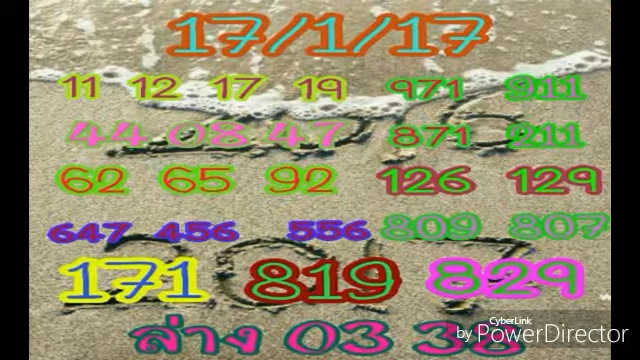 17/1/17
11 12 17 19 971 911
44 08 47 871 211
62 65 92 126 129
647 456 556 809 807
171 819 829
2017
ล่าง 03 38
CyberLink
by PowerDirector